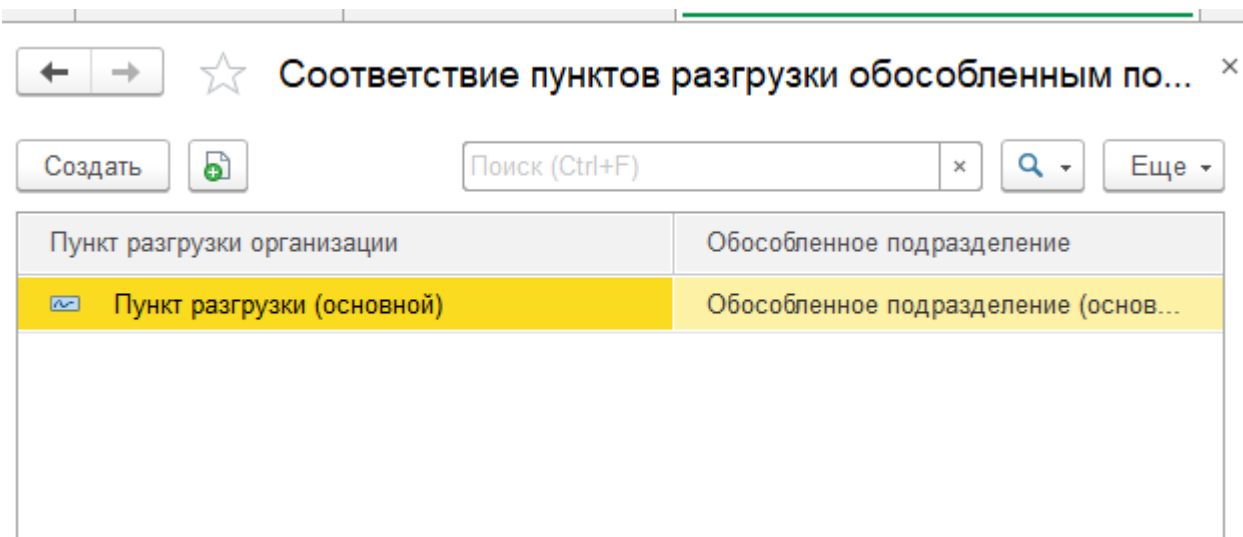 Соответствие пунктов разгрузки обособленным по...
Создать Поиск (Ctrl+F) Еще
Пункт разгрузки организации Обособленное подразделение
Пункт разгрузки (основной) Обособленное подразделение (основ...